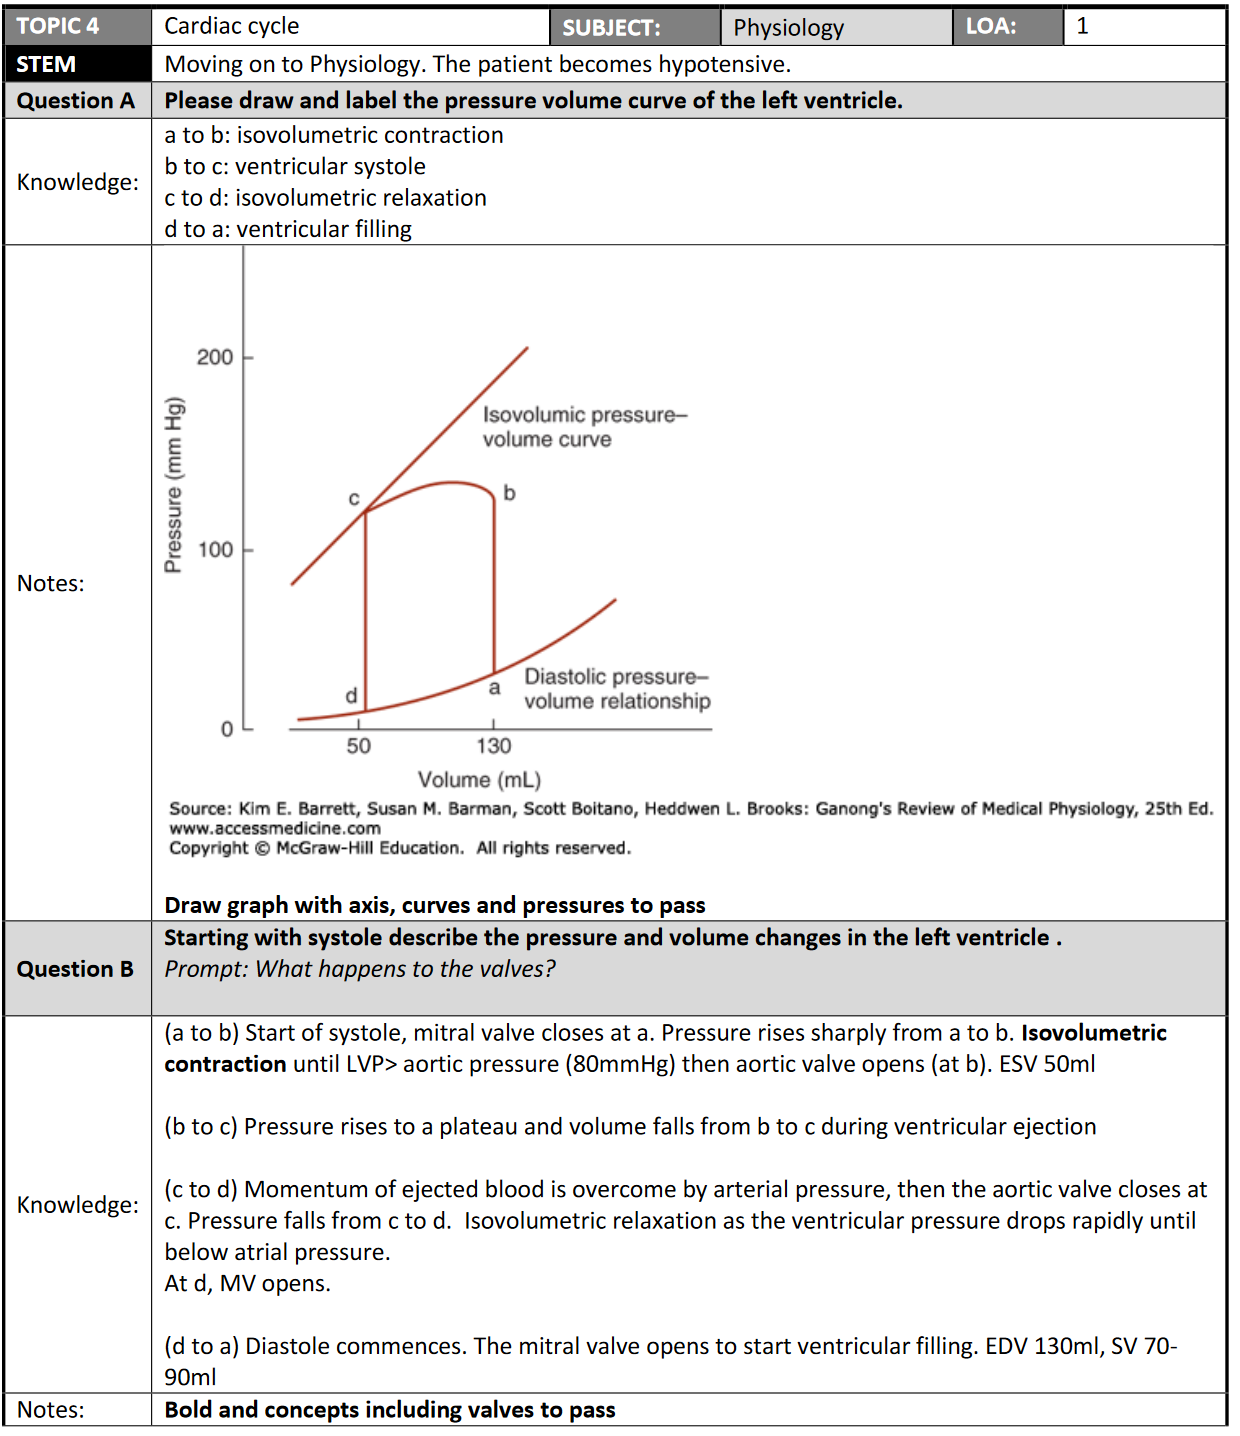 TOPIC 4 Cardiac cycle SUBJECT: Physiology LOA: 1
STEM Moving on to Physiology. The patient becomes hypotensive.
Question A Please draw and label the pressure volume curve of the left ventricle.
Knowledge:
a to b: isovolumetric contraction
b to c: ventricular systole
c to d: isovolumetric relaxation
d to a: ventricular filling
Notes:
Pressure (mm Hg)
200
100
0
Isovolumic pressure–
volume curve
c
b
d
a
Diastolic pressure–
volume relationship
50 130
Volume (mL)
Source: Kim E. Barrett, Susan M. Barman, Scott Boitano, Heddwen L. Brooks: Ganong's Review of Medical Physiology, 25th Ed.
www.accessmedicine.com
Copyright © McGraw-Hill Education. All rights reserved.
Draw graph with axis, curves and pressures to pass
Question B
Starting with systole describe the pressure and volume changes in the left ventricle .
Prompt: What happens to the valves?
Knowledge:
(a to b) Start of systole, mitral valve closes at a. Pressure rises sharply from a to b. Isovolumetric
contraction until LVP> aortic pressure (80mmHg) then aortic valve opens (at b). ESV 50ml
(b to c) Pressure rises to a plateau and volume falls from b to c during ventricular ejection
(c to d) Momentum of ejected blood is overcome by arterial pressure, then the aortic valve closes at
c. Pressure falls from c to d. Isovolumetric relaxation as the ventricular pressure drops rapidly until
below atrial pressure.
At d, MV opens.
(d to a) Diastole commences. The mitral valve opens to start ventricular filling. EDV 130ml, SV 70-
90ml
Notes: Bold and concepts including valves to pass